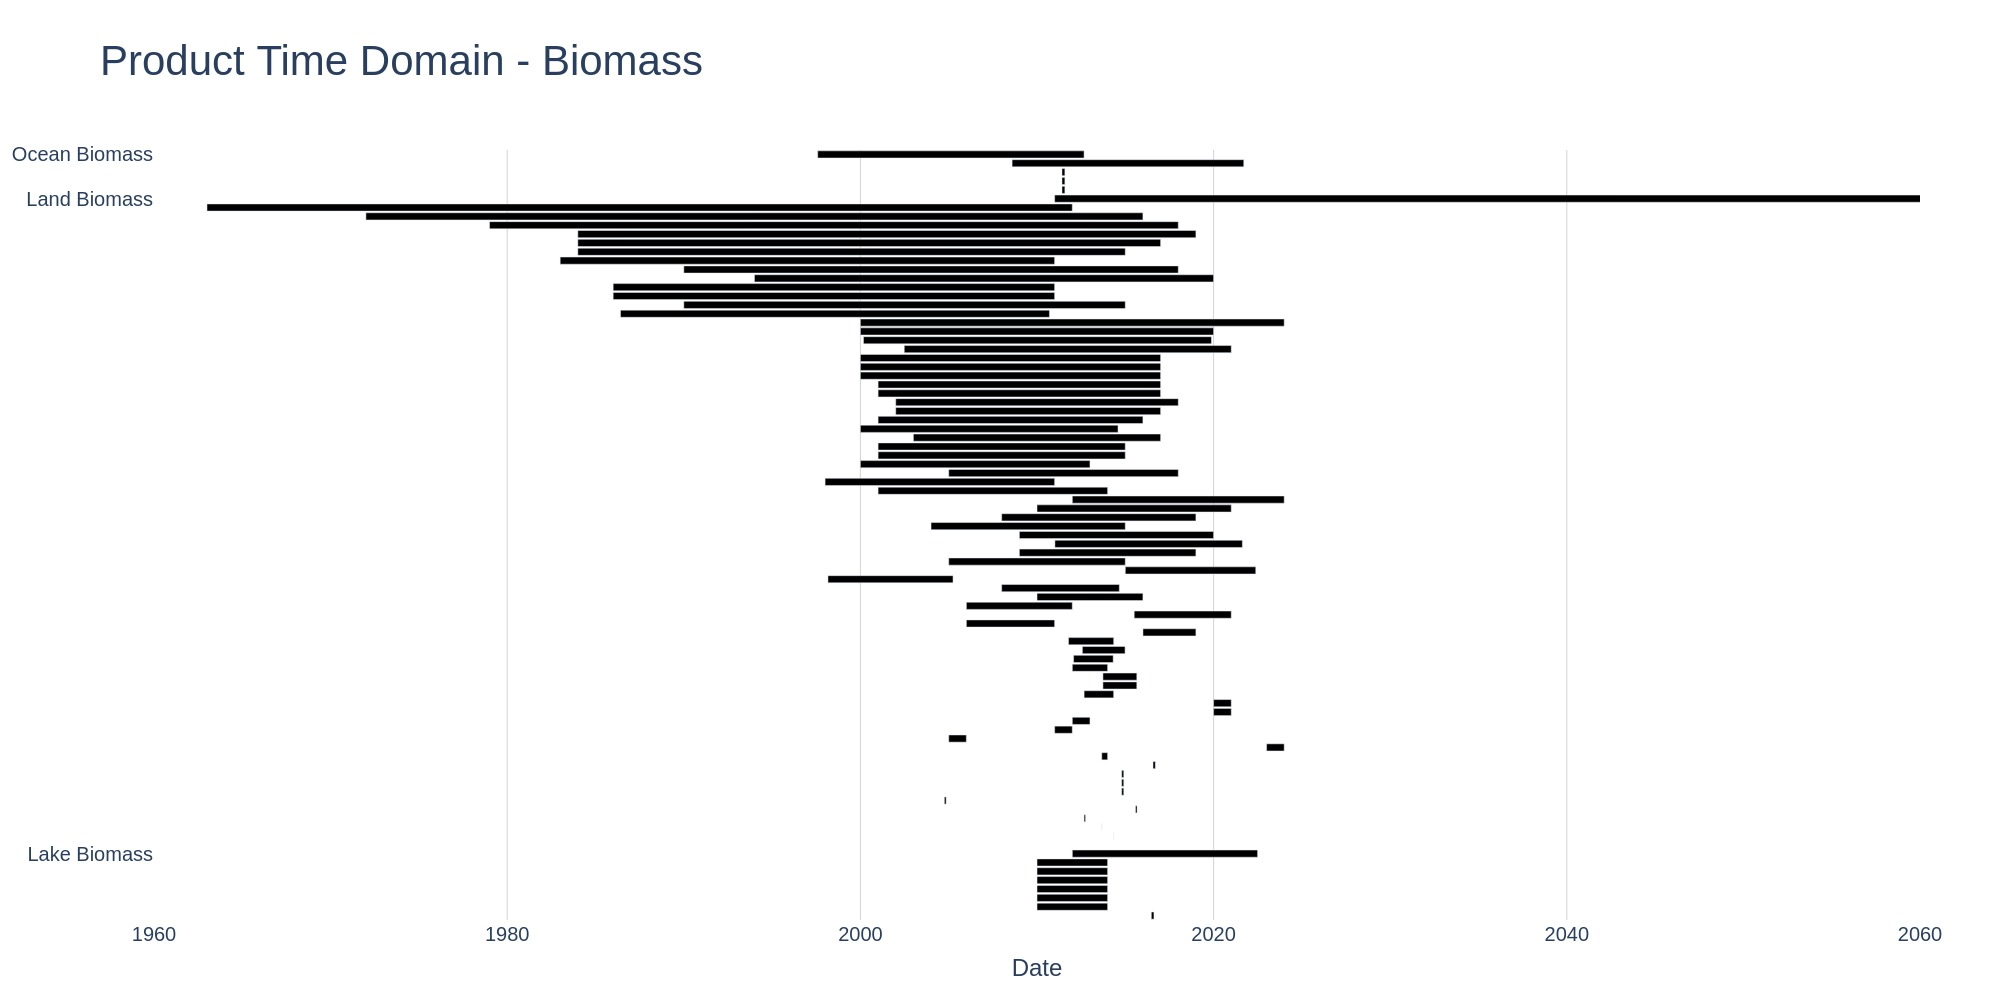 Product Time Domain - Biomass
Ocean Biomass
Land Biomass
Lake Biomass
1960 1980 2000 2020 2040 2060
Date